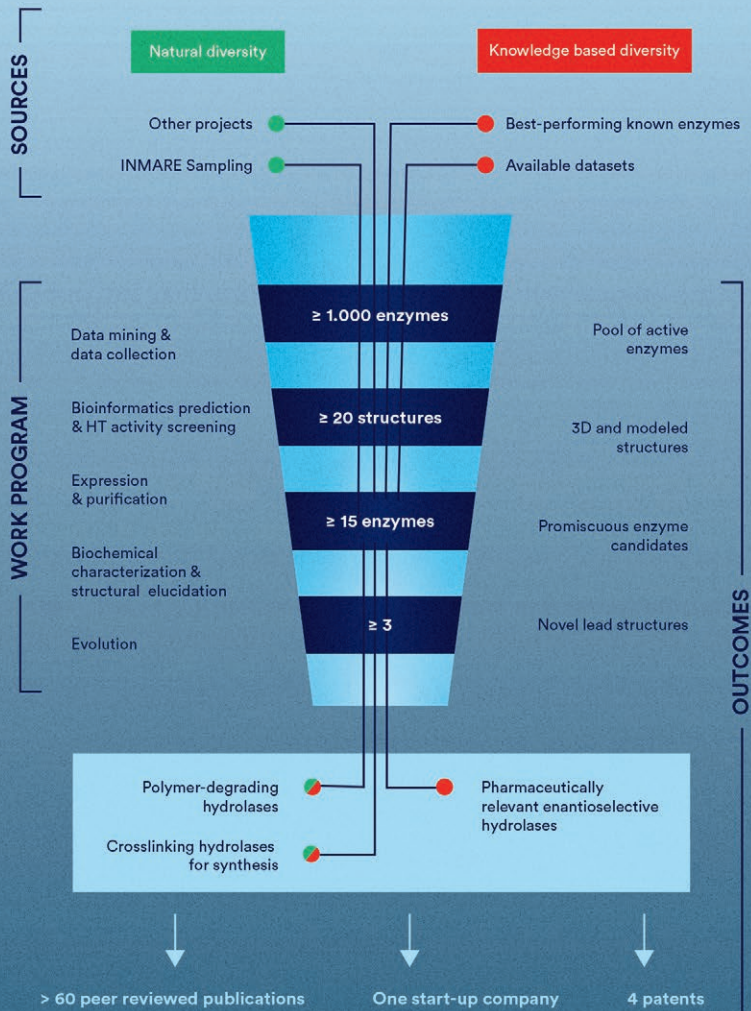 SOURCES
Natural diversity
Knowledge based diversity
Other projects
Best-performing known enzymes
INMARE Sampling
Available datasets
WORK PROGRAM
OUTCOMES
≥ 1.000 enzymes
Data mining &
data collection
Pool of active
enzymes
≥ 20 structures
Bioinformatics prediction
& HT activity screening
3D and modeled
structures
Expression
& purification
≥ 15 enzymes
Promiscuous enzyme
candidates
Biochemical
characterization &
structural elucidation
≥ 3
Novel lead structures
Evolution
Polymer-degrading
hydrolases
Pharmaceutically
relevant enantioselective
hydrolases
Crosslinking hydrolases
for synthesis
> 60 peer reviewed publications
One start-up company
4 patents